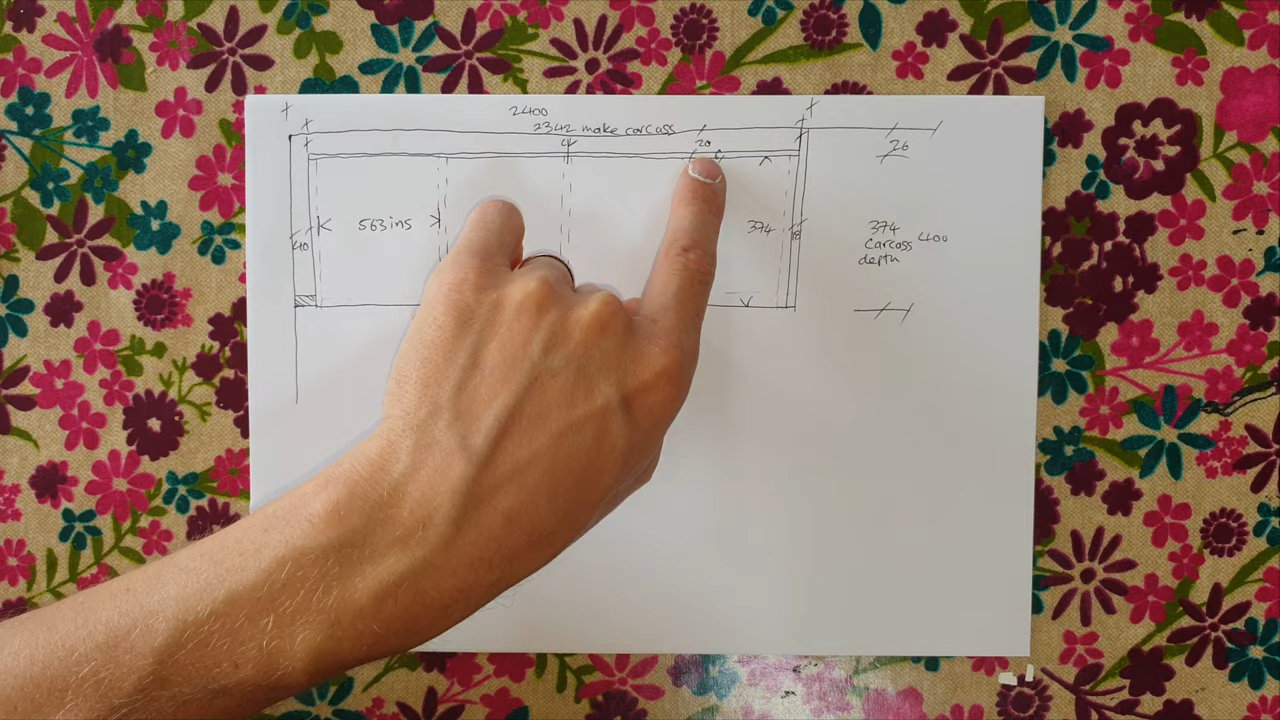 2400
2342 make carcass
20
26
563ins
374
18
40
374
carcass
depth
400